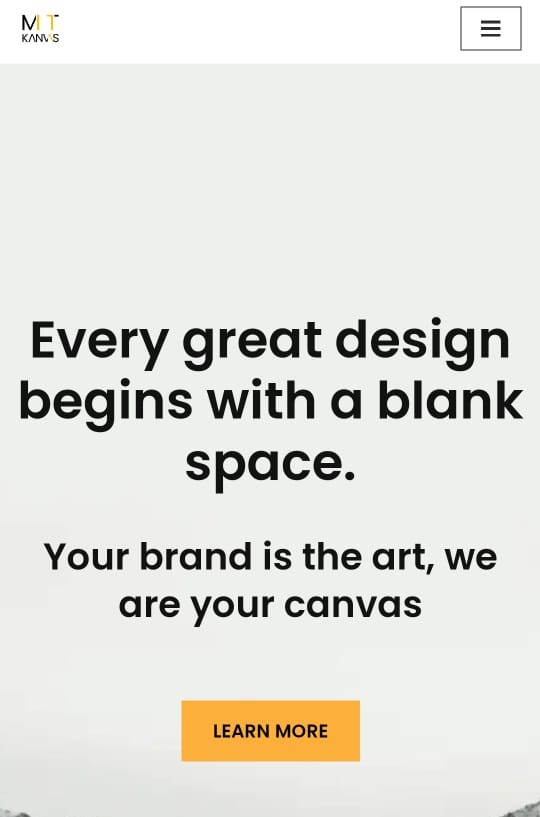 MIT
KANVAS
Every great design
begins with a blank
space.
Your brand is the art, we
are your canvas
LEARN MORE